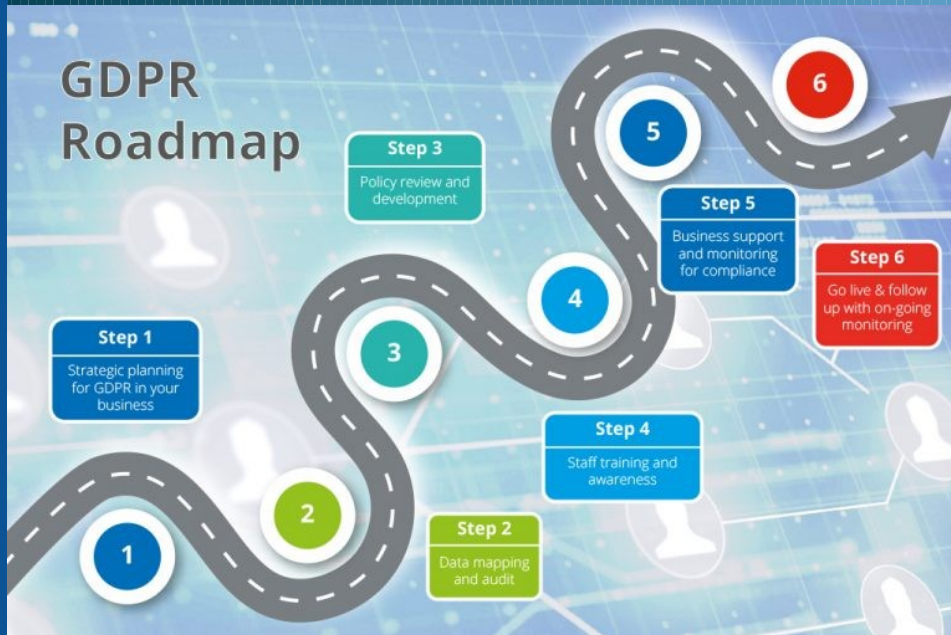 GDPR
Roadmap
Step 1
Strategic planning
for GDPR in your
business
1
2
Step 2
Data mapping
and audit
Step 3
Policy review and
development
3
4
Step 4
Staff training and
awareness
5
Step 5
Business support
and monitoring
for compliance
6
Step 6
Go live & follow
up with on-going
monitoring